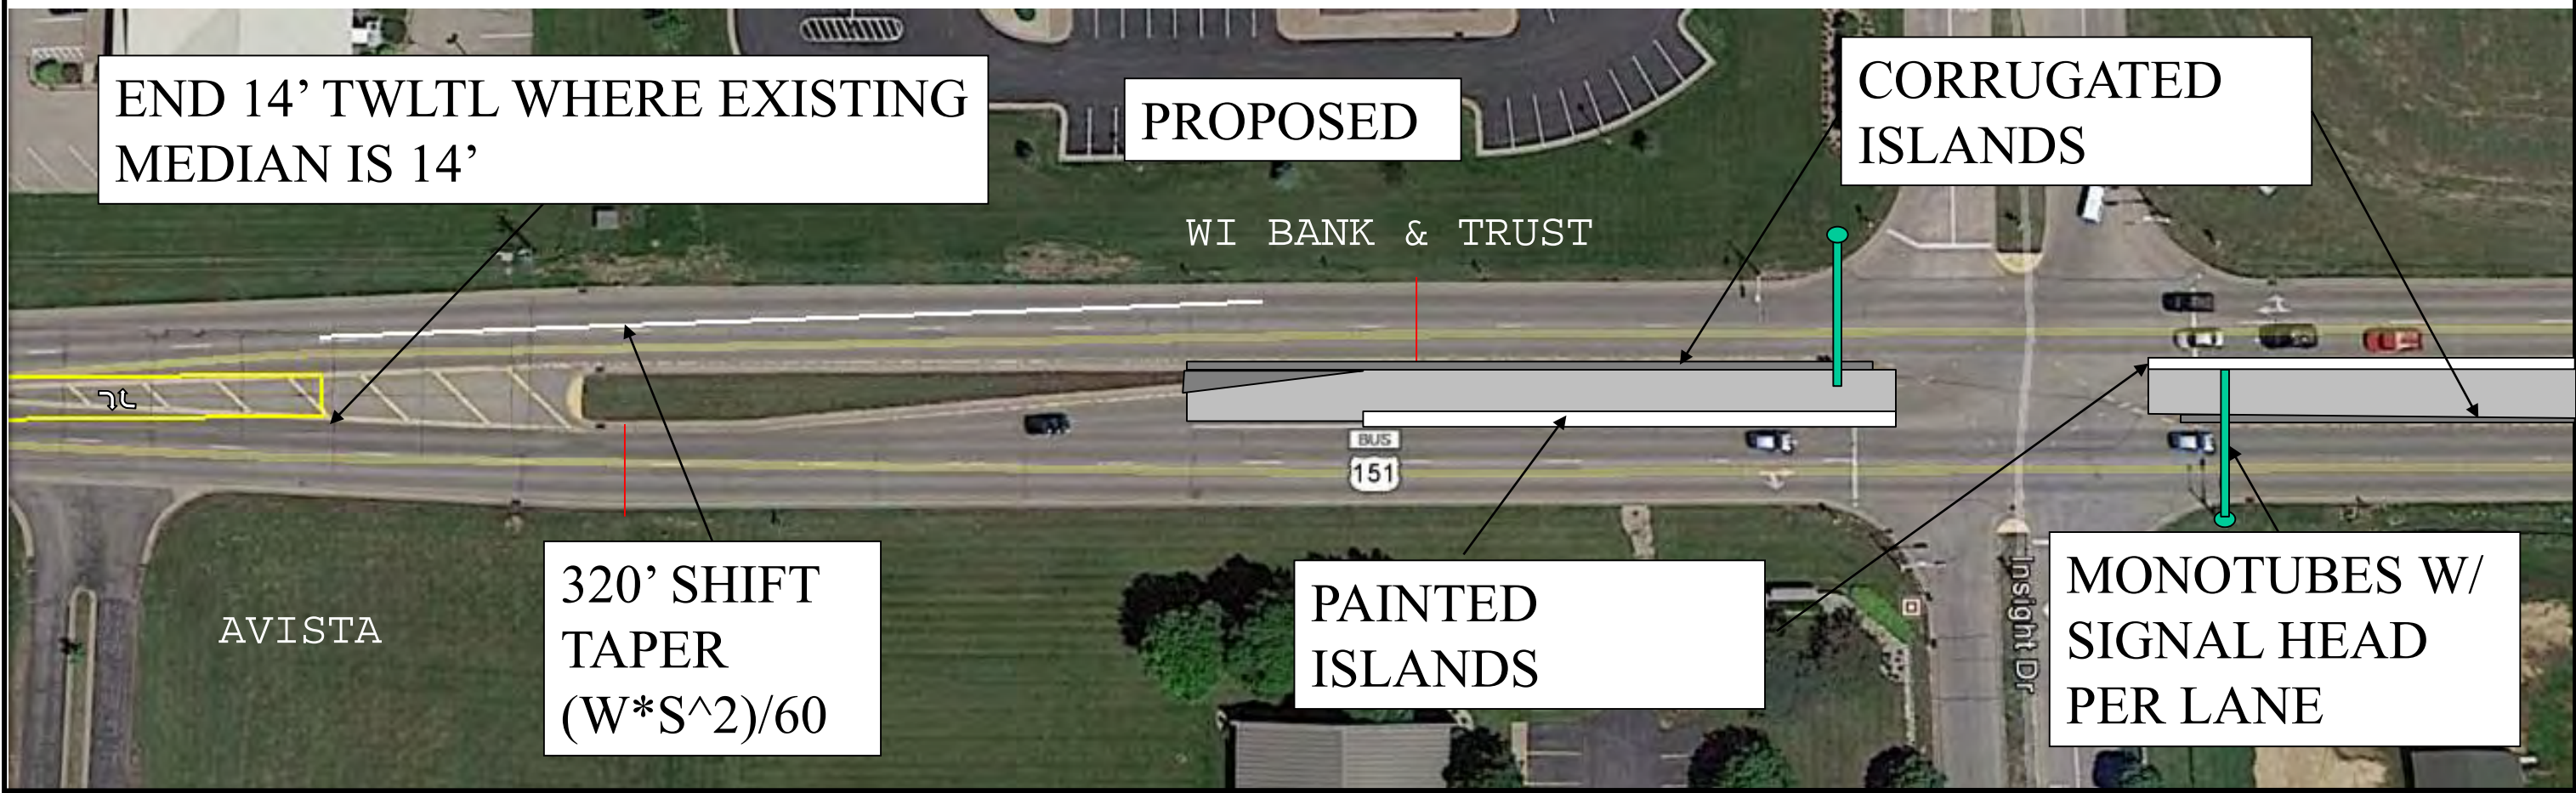 END 14’ TWLTL WHERE EXISTING
MEDIAN IS 14’
PROPOSED
CORRUGATED
ISLANDS
WI BANK & TRUST
BUS
151
320’ SHIFT
TAPER
(W*S^2)/60
AVISTA
PAINTED
ISLANDS
Insight Dr
MONOTUBES W/
SIGNAL HEAD
PER LANE